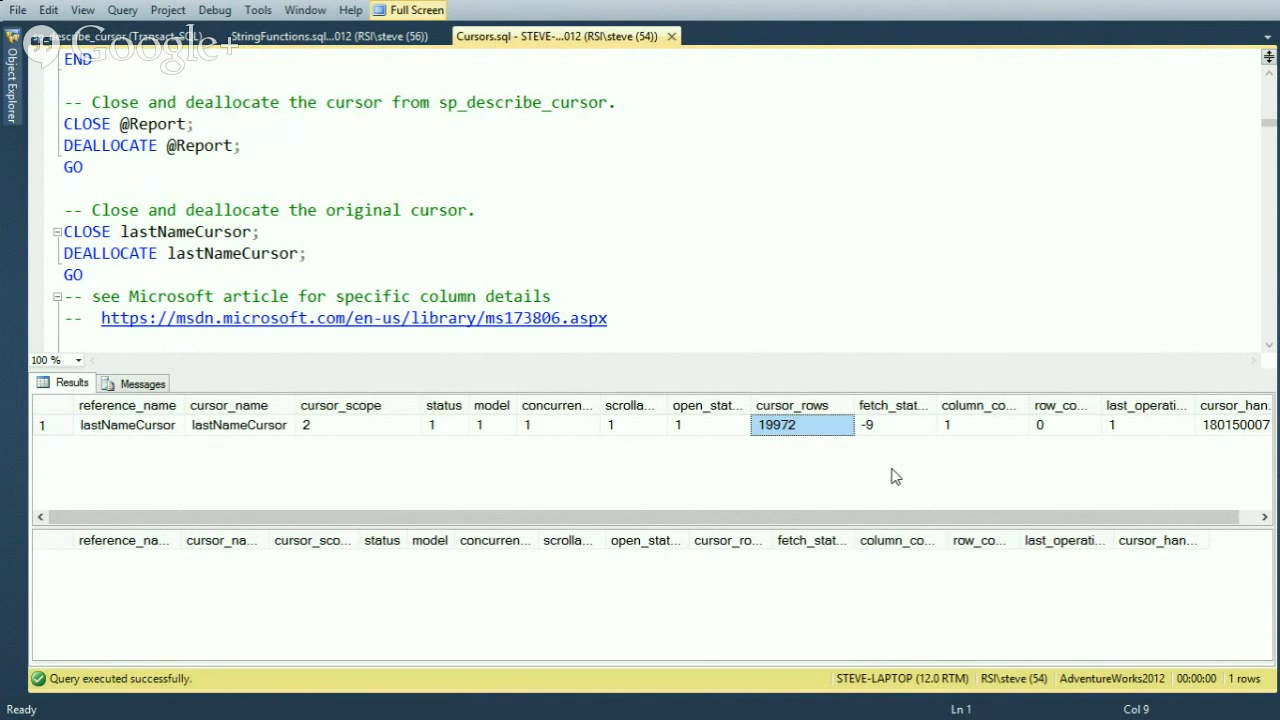 File Edit View Query Project Debug Tools Window Help Full Screen
sp_describe_cursor (Transact-SQL) StringFunctions.sql...012 (RSI\steve (56)) Cursors.sql - STEVE-...012 (RSI\steve (54))
Google+
Object Explorer
END
-- Close and deallocate the cursor from sp_describe_cursor.
CLOSE @Report;
DEALLOCATE @Report;
GO
-- Close and deallocate the original cursor.
CLOSE lastNameCursor;
DEALLOCATE lastNameCursor;
GO
-- see Microsoft article for specific column details
-- https://msdn.microsoft.com/en-us/library/ms173806.aspx
100 %
Results Messages
reference_name cursor_name cursor_scope status model concurren... scrolla... open_stat... cursor_rows fetch_stat... column_co... row_co... last_operati... cursor_han.
1 lastNameCursor lastNameCursor 2 1 1 1 1 1 19972 -9 1 0 1 180150007
reference_na... cursor_na... cursor_sco... status model concurren... scrolla... open_stat... cursor_ro... fetch_stat... column_co... row_co... last_operati... cursor_han...
Query executed successfully. STEVE-LAPTOP (12.0 RTM) RSI\steve (54) AdventureWorks2012 00:00:00 1 rows
Ready Ln 1 Col 9